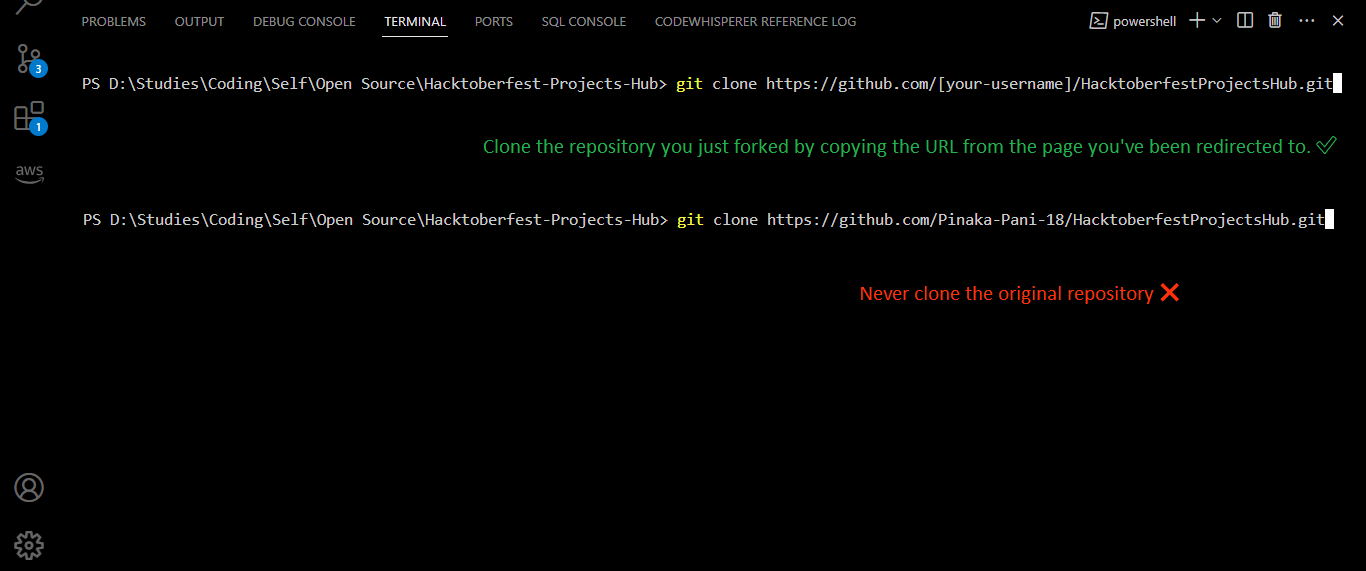 PROBLEMS OUTPUT DEBUG CONSOLE TERMINAL PORTS SQL CONSOLE CODEWHISPERER REFERENCE LOG powershell
3
PS D:\Studies\Coding\Self\Open Source\Hacktoberfest-Projects-Hub> git clone https://github.com/[your-username]/HacktoberfestProjectsHub.git
1
Clone the repository you just forked by copying the URL from the page you've been redirected to. ✅
aws
PS D:\Studies\Coding\Self\Open Source\Hacktoberfest-Projects-Hub> git clone https://github.com/Pinaka-Pani-18/HacktoberfestProjectsHub.git
Never clone the original repository ❌